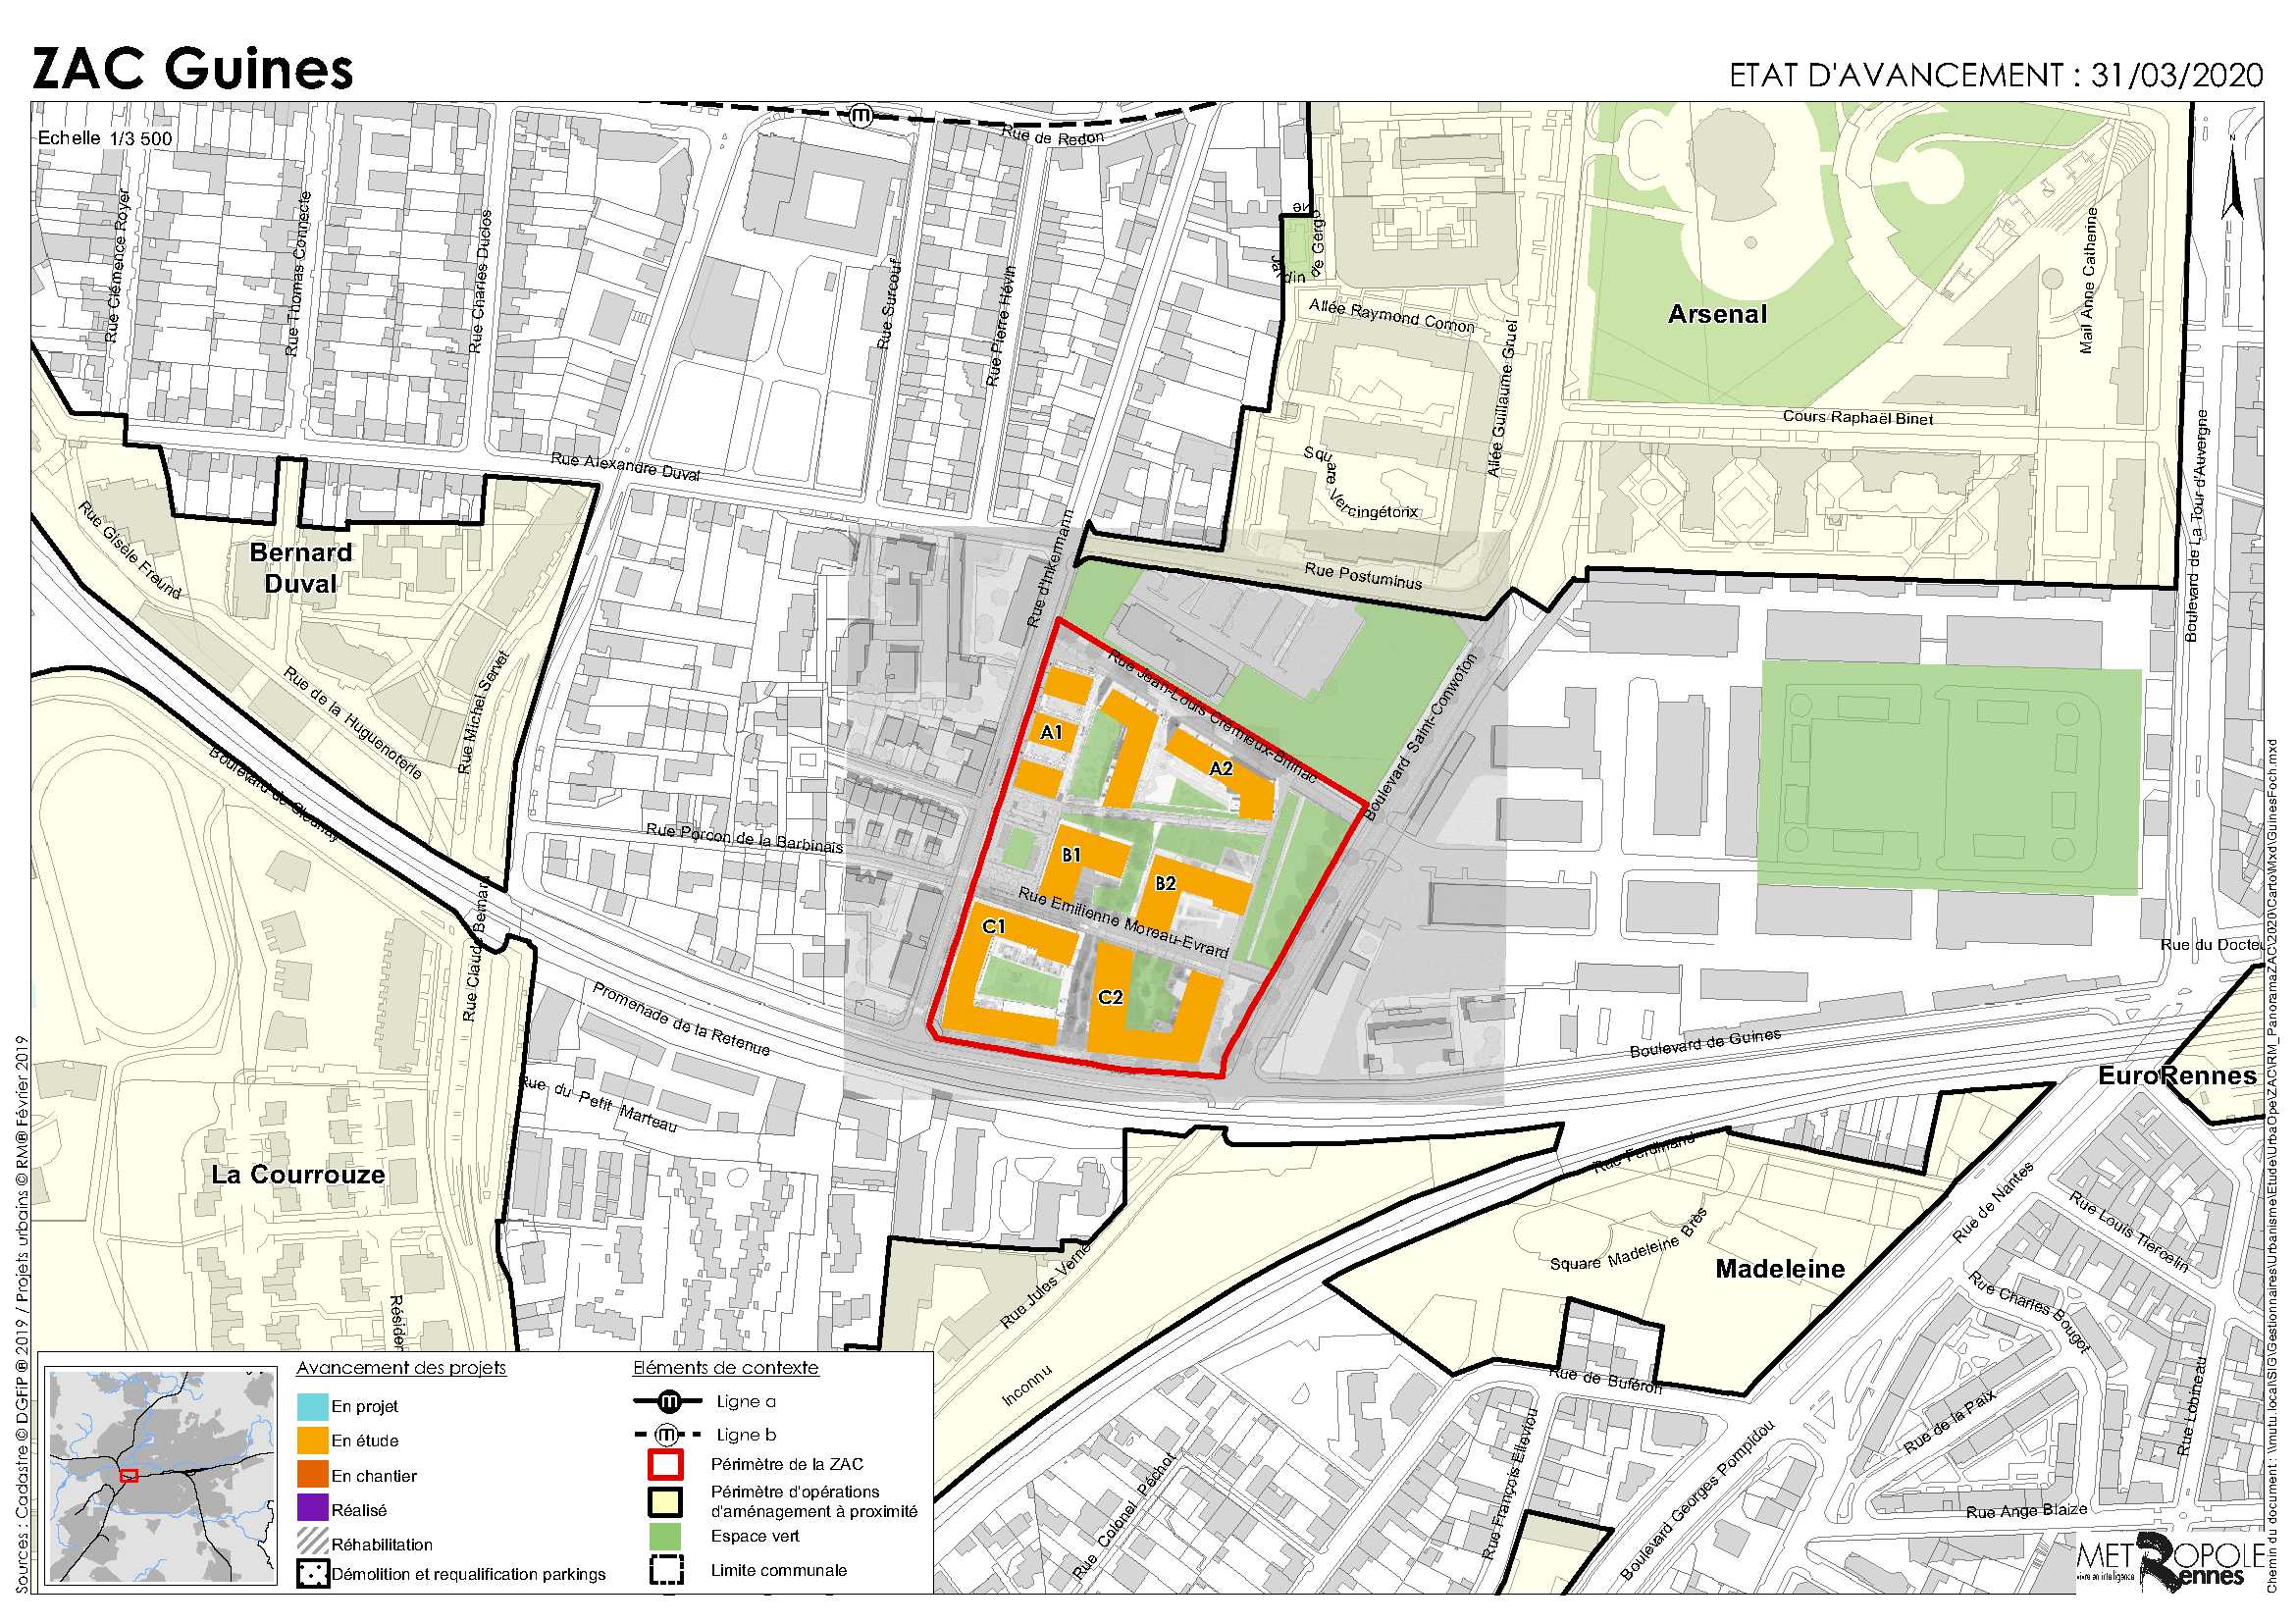 ZAC Guines
ETAT D'AVANCEMENT : 31/03/2020
Echelle 1/3 500
N
Rue de Redon
Rue Clémence Royer
Rue Thomas Connecte
Rue Charles Duclos
Rue Surcouf
Rue Pierre Hévin
Jardin de Gergovie
Allée Raymond Cornon
Allée Guillaume Gruel
Arsenal
Mail Anne Catherine
Cours Raphaël Binet
Boulevard de La Tour d'Auvergne
Rue Alexandre Duval
Square Vercingétorix
Rue d'Inkermann
Rue Postuminus
Rue Gisèle Freund
Bernard
Duval
Rue de la Huguenoterie
Rue Michel Servet
Boulevard de Cleunay
Rue Jean-Louis Crémieux-Brilhac
Boulevard Saint-Conwoïon
A1
A2
Rue Porcon de la Barbinais
B1
B2
Rue Emilienne Moreau-Evrard
C1
C2
Rue Claude Bernard
Promenade de la Retenue
Rue du Docteu
Boulevard de Guines
EuroRennes
Rue du Petit Marteau
La Courrouze
Rue Ferdinand
Rue de Nantes
Rue Louis Tiercelin
Square Madeleine Brès
Madeleine
Rue Jules Verne
Rue Charles Bougot
Résiden
Inconnu
Rue de Buféron
Rue Lobineau
Rue de la Paix
Rue François Elleviou
Rue Colonel Péchot
Boulevard Georges Pompidou
Rue Ange Blaize
Avancement des projets
En projet
En étude
En chantier
Réalisé
Réhabilitation
Démolition et requalification parkings
Eléments de contexte
Ligne a
Ligne b
Périmètre de la ZAC
Périmètre d'opérations
d'aménagement à proximité
Espace vert
Limite communale
METROPOLE
Rennes
vivre en intelligence
Sources : Cadastre © DGFiP ® 2019 / Projets urbains © RM® Février 2019
Chemin du document : \\mutu.local\SIG\Gestionnaires\Urbanisme\Etude\UrbaOpe\ZAC\RM_PanoramaZAC\2020\CartoMxd\GuinesFoch.mxd